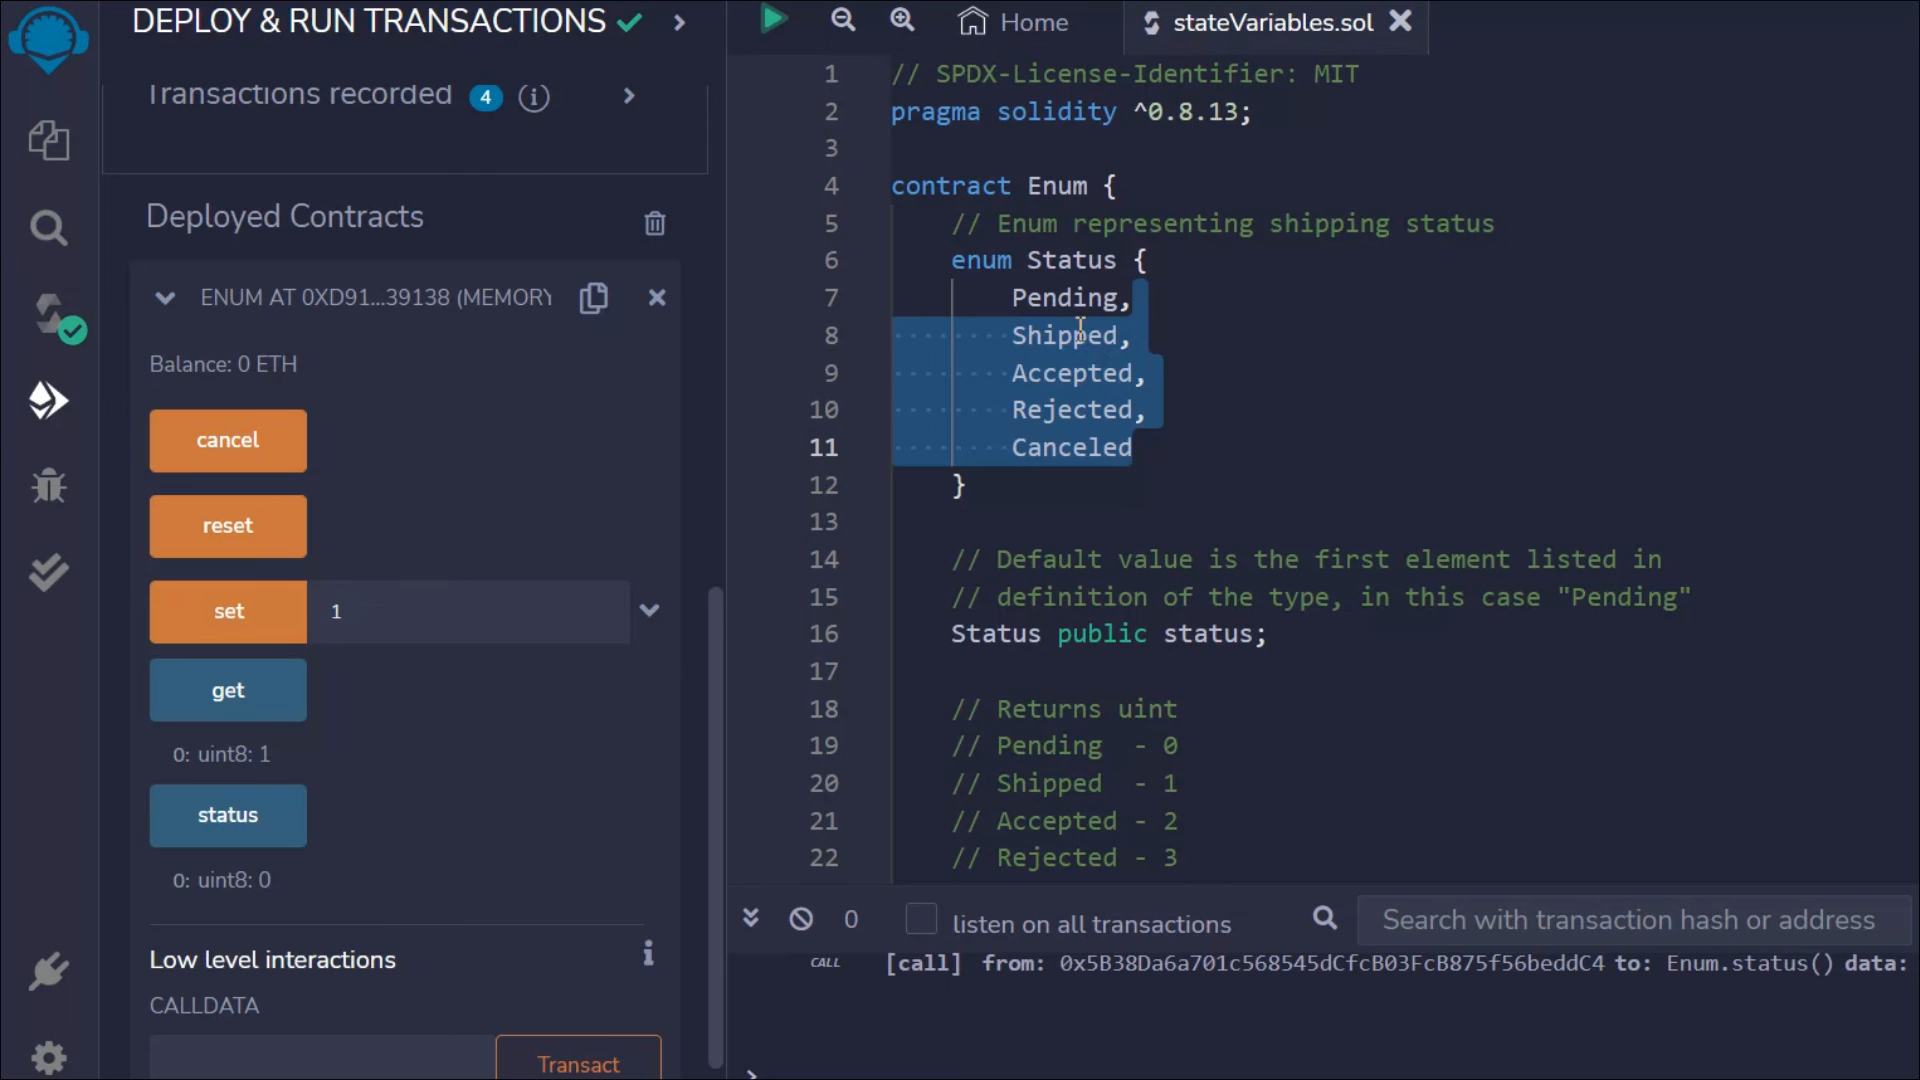 DEPLOY & RUN TRANSACTIONS
Transactions recorded 4
Deployed Contracts
ENUM AT 0XD91...39138 (MEMORY
Balance: 0 ETH
cancel
reset
set 1
get
0: uint8: 1
status
0: uint8: 0
Low level interactions
CALLDATA
Transact
Home stateVariables.sol
1 // SPDX-License-Identifier: MIT
2 pragma solidity ^0.8.13;
3
4 contract Enum {
5 // Enum representing shipping status
6 enum Status {
7 Pending,
8 Shipped,
9 Accepted,
10 Rejected,
11 Canceled
12 }
13
14 // Default value is the first element listed in
15 // definition of the type, in this case "Pending"
16 Status public status;
17
18 // Returns uint
19 // Pending - 0
20 // Shipped - 1
21 // Accepted - 2
22 // Rejected - 3
0 listen on all transactions Search with transaction hash or address
CALL [call] from: 0x5B38Da6a701c568545dCfcB03FcB875f56beddC4 to: Enum.status() data:
>